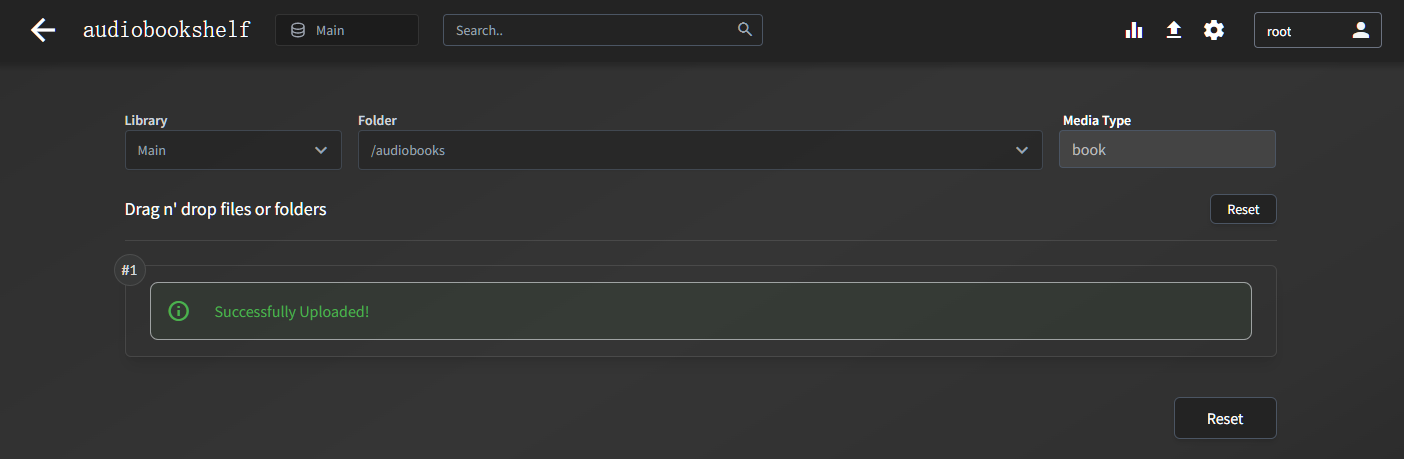 audiobookshelf Main Search.. root
Library Folder Media Type
Main /audiobooks book
Drag n' drop files or folders Reset
#1
Successfully Uploaded!
Reset